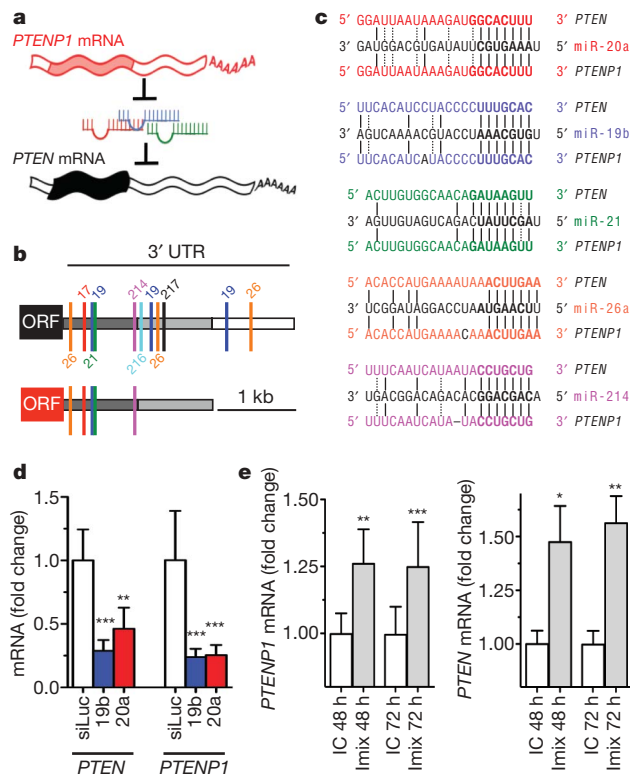 a
PTENP1 mRNA
AAAAAA
PTEN mRNA
AAAAAA
b
3′ UTR
17 19 214 19 217 19 26
ORF
26 21 216 26
ORF
1 kb
c
5′ GGAUUAAUAAAGAUGGCACUUU 3′ PTEN
3′ GAUGGACGUGAUAUUCGUGAAAU 5′ miR-20a
5′ GGAUUAAUAAAGAUGGCACUUU 3′ PTENP1
5′ UUCACAUCCUACCCCUUUGCAC 3′ PTEN
3′ AGUCAAAACGUACCUAAACGUGU 5′ miR-19b
5′ UUCACAUCAUACCCCUUUGCAC 3′ PTENP1
5′ ACUUGUGGCAACAGAUAAGUU 3′ PTEN
3′ AGUUGUAGUCAGACUAUUCGAU 5′ miR-21
5′ ACUUGUGGCAACAGAUAAGUU 3′ PTENP1
5′ ACACCAUGAAAAUAAACUUGAA 3′ PTEN
3′ UCGGAUAGGACCUAAUGAACUU 5′ miR-26a
5′ ACACCAUGAAAACAAACUUGAA 3′ PTENP1
5′ UUUCAAUCAUAAUACCUGCUG 3′ PTEN
3′ UGACGGACAGACACGGACGACA 5′ miR-214
5′ UUUCAAUCAUA–UACCUGCUG 3′ PTENP1
d
mRNA (fold change)
1.5
1.0
0.5
0.0
*** ** *** ***
siLuc 19b 20a siLuc 19b 20a
PTEN PTENP1
e
PTENP1 mRNA (fold change)
1.50
1.25
1.00
** ***
IC 48 h Imix 48 h IC 72 h Imix 72 h
PTEN mRNA (fold change)
1.50
1.25
1.00
* **
IC 48 h Imix 48 h IC 72 h Imix 72 h